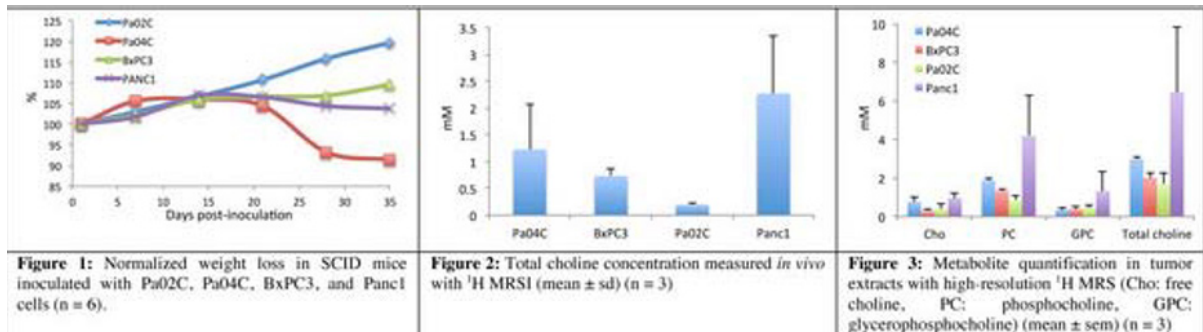 125
120
115
110
105
100
95
90
85
%
Pa02C
Pa04C
BxPC3
PANC1
0 5 10 15 20 25 30 35
Days post-inoculation
Figure 1: Normalized weight loss in SCID mice
inoculated with Pa02C, Pa04C, BxPC3, and Panc1
cells (n = 6).
3.5
3
2.5
2
1.5
1
0.5
0
mM
Pa04C BxPC3 Pa02C Panc1
Figure 2: Total choline concentration measured in vivo
with ¹H MRSI (mean ± sd) (n = 3)
10
8
6
4
2
0
mM
Pa04C
BxPC3
Pa02C
Panc1
Cho PC GPC Total choline
Figure 3: Metabolite quantification in tumor
extracts with high-resolution ¹H MRS (Cho: free
choline, PC: phosphocholine, GPC:
glycerophosphocholine) (mean ± sem) (n = 3)